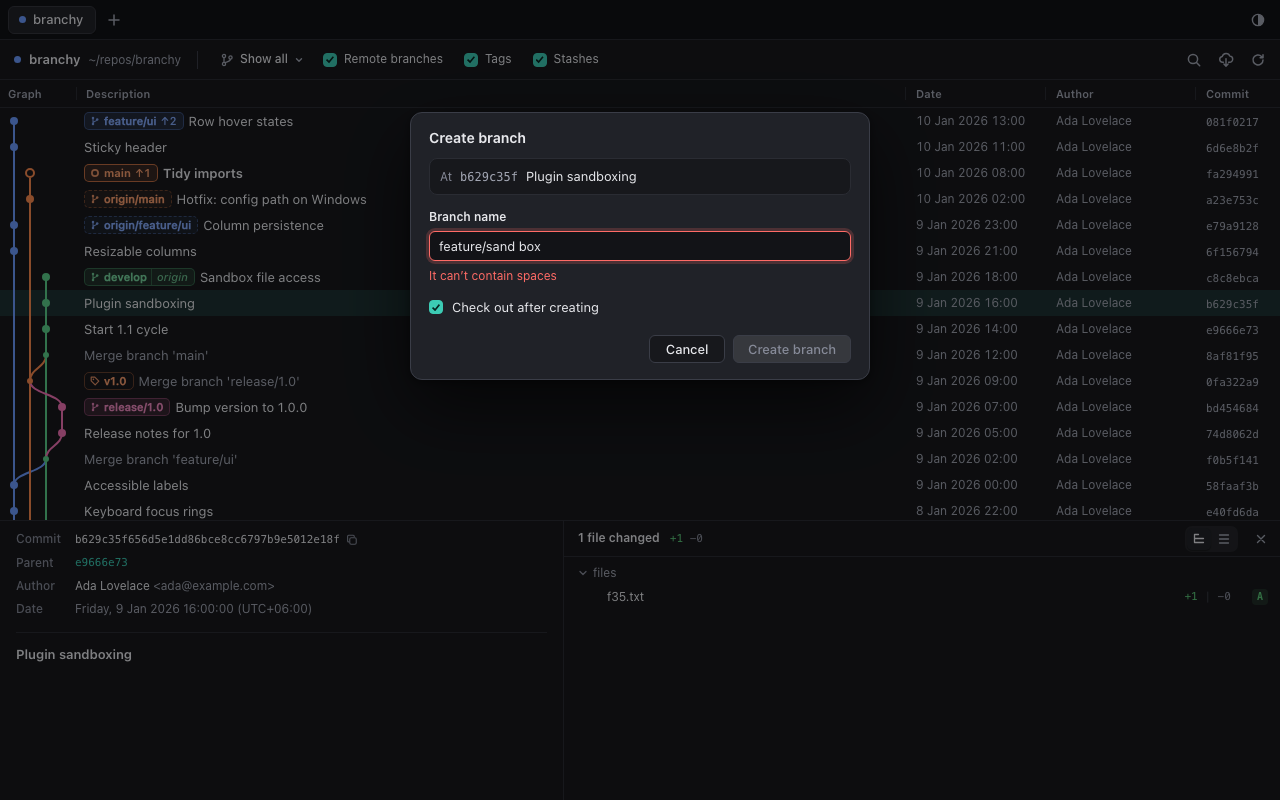 branchy
branchy ~/repos/branchy Show all Remote branches Tags Stashes
Graph Description Date Author Commit
feature/ui ↑2 Row hover states 10 Jan 2026 13:00 Ada Lovelace 081f0217
Sticky header 10 Jan 2026 11:00 Ada Lovelace 6d6e8b2f
main ↑1 Tidy imports 10 Jan 2026 08:00 Ada Lovelace fa294991
origin/main Hotfix: config path on Windows 10 Jan 2026 02:00 Ada Lovelace a23e753c
origin/feature/ui Column persistence 9 Jan 2026 23:00 Ada Lovelace e79a9128
Resizable columns 9 Jan 2026 21:00 Ada Lovelace 6f156794
develop origin Sandbox file access 9 Jan 2026 18:00 Ada Lovelace c8c8ebca
Plugin sandboxing 9 Jan 2026 16:00 Ada Lovelace b629c35f
Start 1.1 cycle 9 Jan 2026 14:00 Ada Lovelace e9666e73
Merge branch 'main' 9 Jan 2026 12:00 Ada Lovelace 8af81f95
v1.0 Merge branch 'release/1.0' 9 Jan 2026 09:00 Ada Lovelace 0fa322a9
release/1.0 Bump version to 1.0.0 9 Jan 2026 07:00 Ada Lovelace bd454684
Release notes for 1.0 9 Jan 2026 05:00 Ada Lovelace 74d8062d
Merge branch 'feature/ui' 9 Jan 2026 02:00 Ada Lovelace f0b5f141
Accessible labels 9 Jan 2026 00:00 Ada Lovelace 58faaf3b
Keyboard focus rings 8 Jan 2026 22:00 Ada Lovelace e40fd6da
Create branch
At b629c35f Plugin sandboxing
Branch name
feature/sand box
It can’t contain spaces
Check out after creating
Cancel Create branch
Commit b629c35f656d5e1dd86bce8cc6797b9e5012e18f
Parent e9666e73
Author Ada Lovelace <ada@example.com>
Date Friday, 9 Jan 2026 16:00:00 (UTC+06:00)
Plugin sandboxing
1 file changed +1 −0
files
f35.txt +1 −0 A